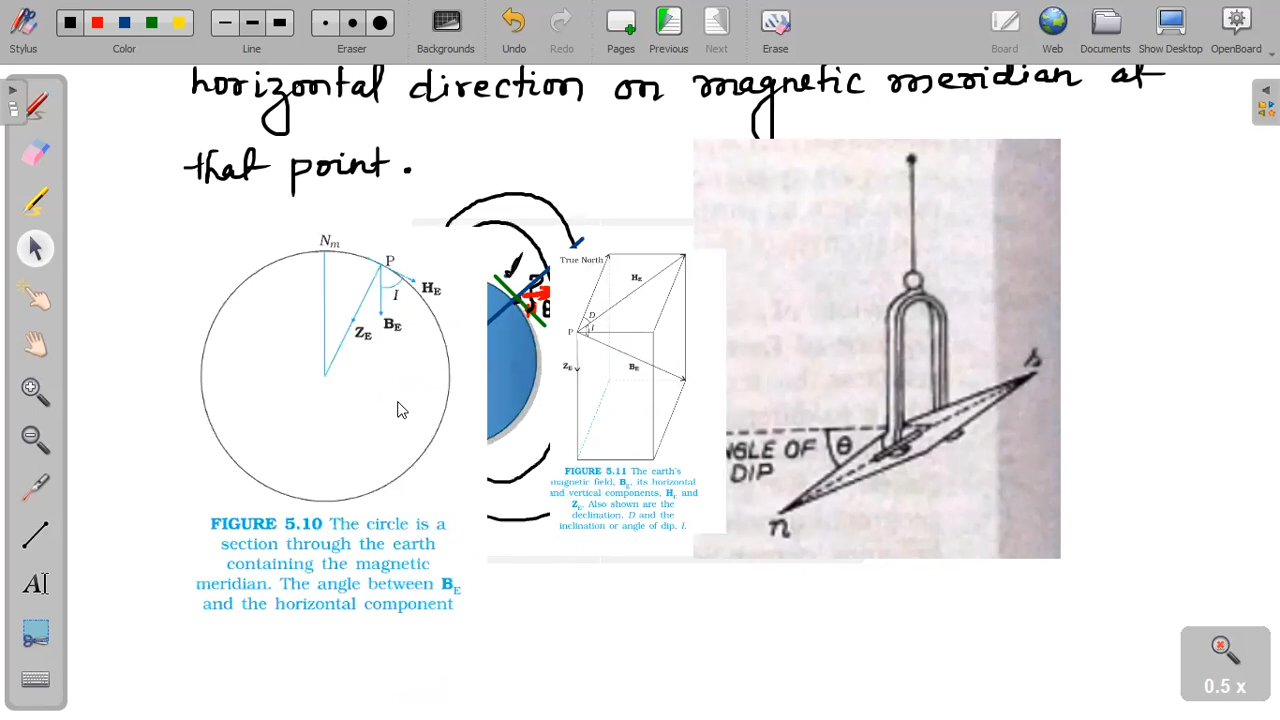 Stylus
Color
Line
Eraser
Backgrounds
Undo
Redo
Pages
Previous
Next
Erase
Board
Web
Documents
Show Desktop
OpenBoard
horizontal direction on magnetic meridian at
that point.
Nm
P
HE
I
BE
ZE
True North
HE
D
I
P
ZE
BE
FIGURE 5.11 The earth's
magnetic field, BE, its horizontal
and vertical components, HE and
ZE. Also shown are the
declination, D and the
inclination or angle of dip, I.
FIGURE 5.10 The circle is a
section through the earth
containing the magnetic
meridian. The angle between BE
and the horizontal component
s
NGLE OF θ
DIP
n
0.5 x